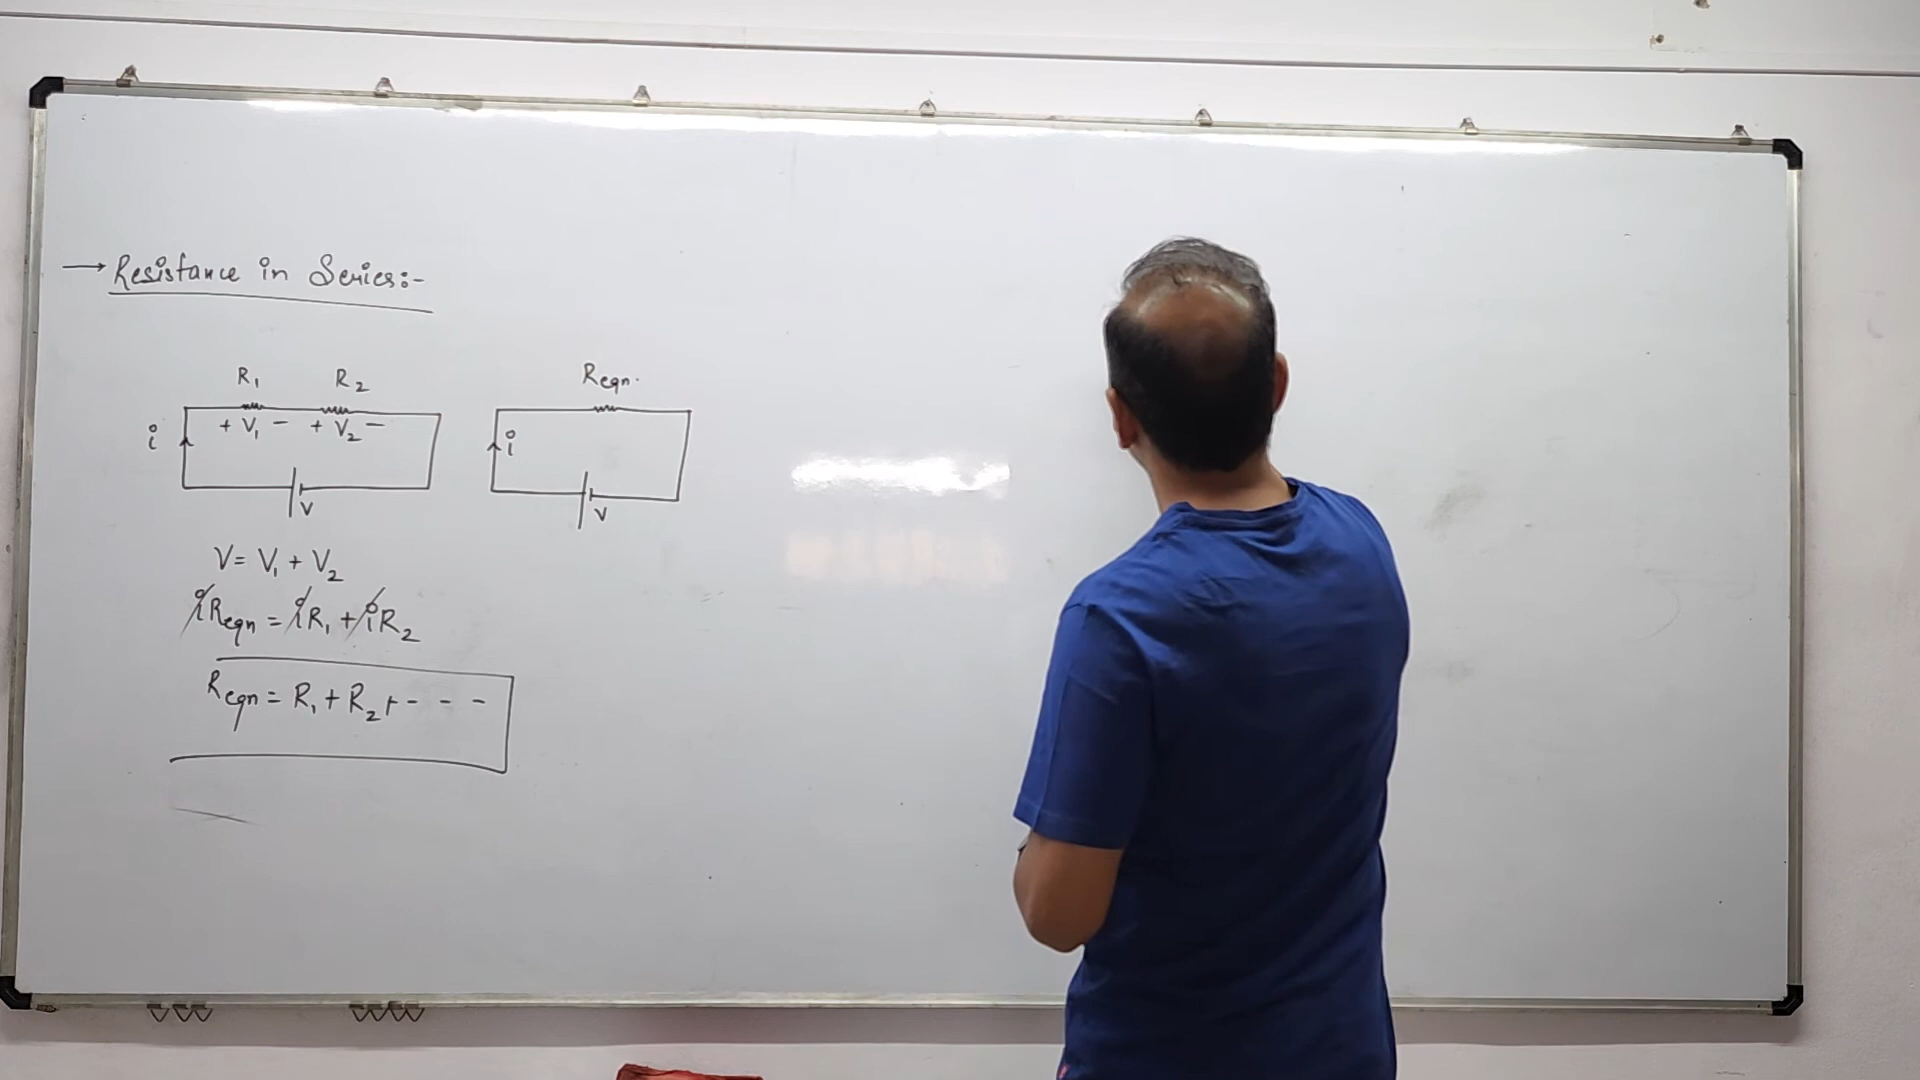 → Resistance in Series:-
R₁ R₂
i + V₁ - + V₂ -
V
Reqn.
i
V
V = V₁ + V₂
iReqn = iR₁ + iR₂
Reqn = R₁ + R₂ + - - -